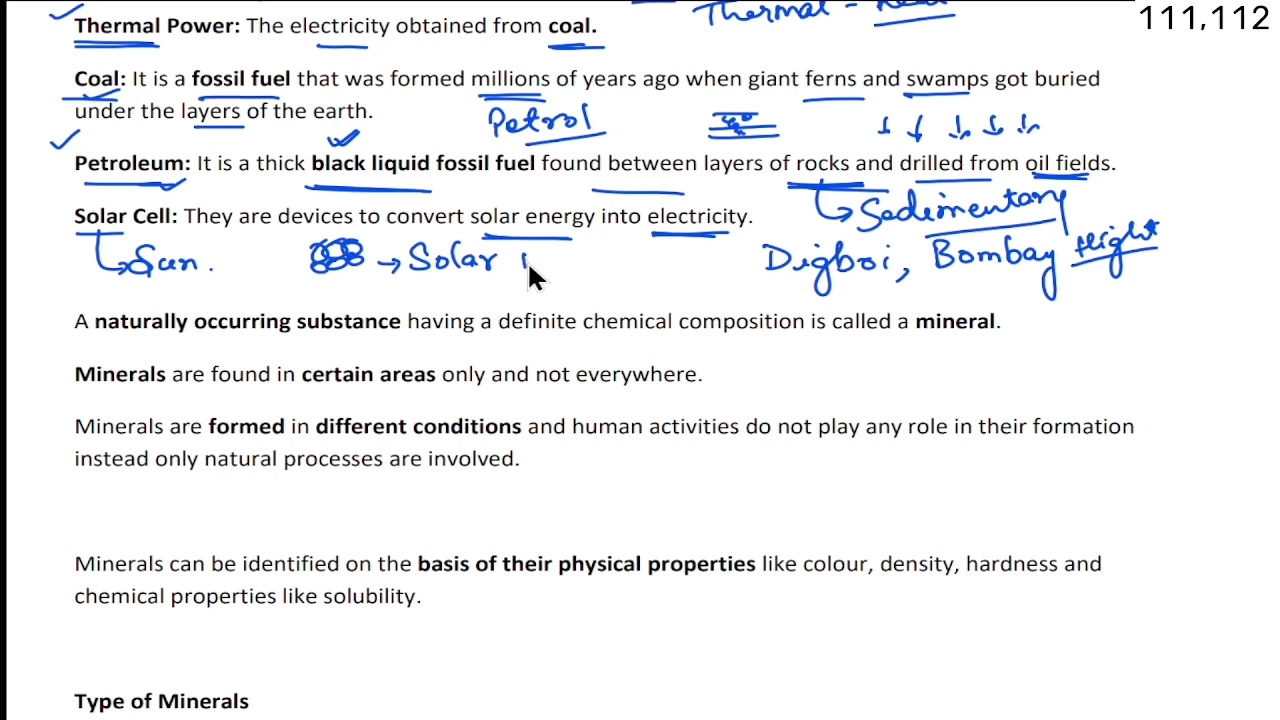 Thermal -
111,112
Thermal Power: The electricity obtained from coal.
Coal: It is a fossil fuel that was formed millions of years ago when giant ferns and swamps got buried
under the layers of the earth.
Petrol
Petroleum: It is a thick black liquid fossil fuel found between layers of rocks and drilled from oil fields.
Solar Cell: They are devices to convert solar energy into electricity.
Sedimentary
Sun. → Solar
Digboi, Bombay
A naturally occurring substance having a definite chemical composition is called a mineral.
Minerals are found in certain areas only and not everywhere.
Minerals are formed in different conditions and human activities do not play any role in their formation
instead only natural processes are involved.
Minerals can be identified on the basis of their physical properties like colour, density, hardness and
chemical properties like solubility.
Type of Minerals